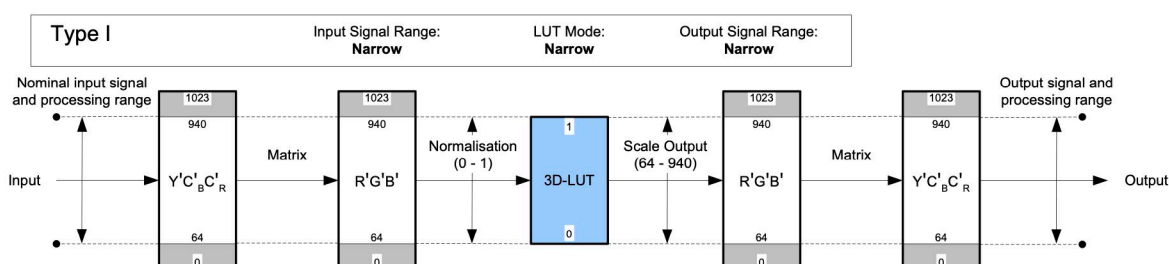 Type I
Input Signal Range:
Narrow
LUT Mode:
Narrow
Output Signal Range:
Narrow
Nominal input signal
and processing range
Output signal and
processing range
1023
1023
1023
1023
940
940
1
940
940
Input
Y'C'BC'R
Matrix
R'G'B'
Normalisation
(0 - 1)
3D-LUT
Scale Output
(64 - 940)
R'G'B'
Matrix
Y'C'BC'R
Output
64
64
0
64
64
0
0
0
0